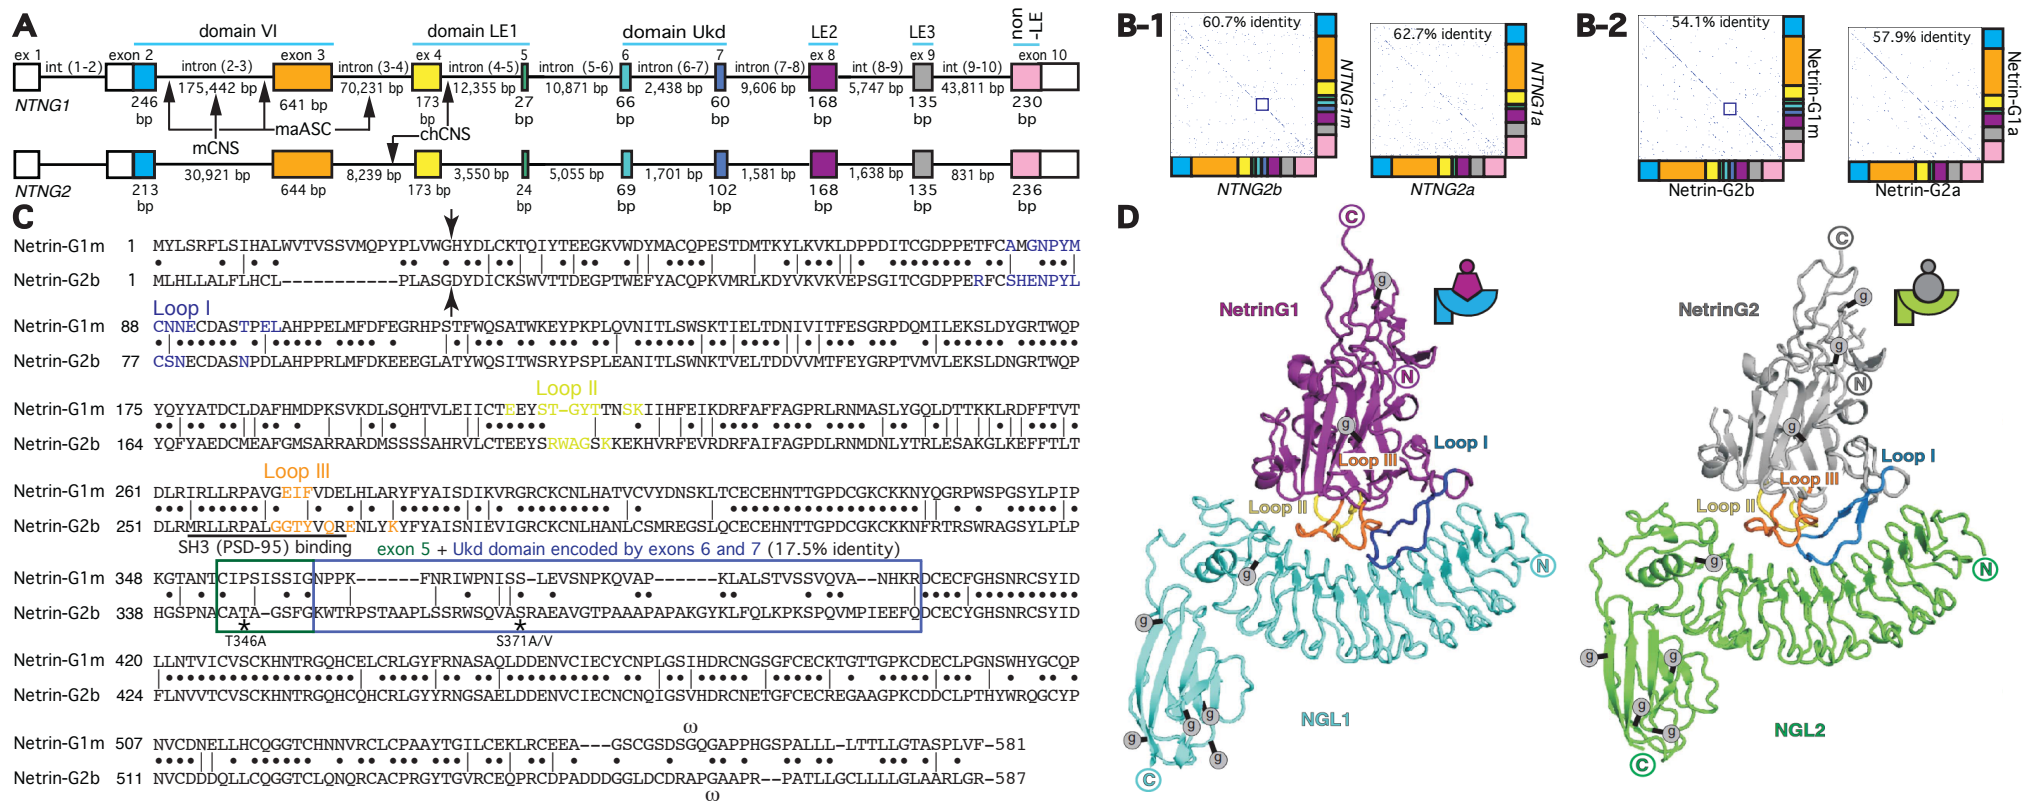 A
domain VI
domain LE1
domain Ukd
LE2
LE3
non
-LE
ex 1
exon 2
exon 3
ex 4
5
6
7
ex 8
ex 9
exon 10
int (1-2)
intron (2-3)
intron (3-4)
intron (4-5)
int (5-6)
intron (6-7)
intron (7-8)
int (8-9)
int (9-10)
175,442 bp
70,231 bp
12,355 bp
10,871 bp
2,438 bp
9,606 bp
5,747 bp
43,811 bp
NTNG1
246 bp
641 bp
173 bp
27 bp
66 bp
60 bp
168 bp
135 bp
230 bp
maASC
mCNS
chCNS
30,921 bp
8,239 bp
3,550 bp
5,055 bp
1,701 bp
1,581 bp
1,638 bp
831 bp
NTNG2
213 bp
644 bp
173 bp
24 bp
69 bp
102 bp
168 bp
135 bp
236 bp
B-1
60.7% identity
NTNG1m
NTNG2b
62.7% identity
NTNG1a
NTNG2a
B-2
54.1% identity
Netrin-G1m
Netrin-G2b
57.9% identity
Netrin-G1a
Netrin-G2a
C
Netrin-G1m 1 MYLSRFLSIHALWVTVSSVMQPYPLVWGHYDLCKTQIYTEEGKVWDYMACQPESTDMTKYLKVKLDPPDITCGDPPETFCAMGNPYM
Netrin-G2b 1 MLHLLALFLHCL-----------PLASGDYDICKSWVTTDEGPTWEFYACQPKVMRLKDYVKVKVEPSGITCGDPPERFCSHENPYL
Loop I
Netrin-G1m 88 CNNECDASTPELAHPPELMFDFEGRHPSTFWQSATWKEYPKPLQVNITLSWSKTIELTDNIVITFESGRPDQMILEKSLDYGRTWQP
Netrin-G2b 77 CSNECDASNPDLAHPPRLMFDKEEEGLATYWQSITWSRYPSPLEANITLSWNKTVELTDDVVMTFEYGRPTVMVLEKSLDNGRTWQP
Loop II
Netrin-G1m 175 YQYYATDCLDAFHMDPKSVKDLSQHTVLEIICTEEYST-GYTTNSKIIHFEIKDRFAFFAGPRLRNMASLYGQLDTTKKLRDFFTVT
Netrin-G2b 164 YQFYAEDCMEAFGMSARRARDMSSSSAHRVLCTEEYSRWAGSKKEKHVRFEVRDRFAIFAGPDLRNMDNLYTRLESAKGLKEFFTLT
Loop III
Netrin-G1m 261 DLRIRLLRPAVGEIFVDELHLARYFYAISDIKVRGRCKCNLHATVCVYDNSKLTCECEHNTTGPDCGKCKKNYQGRPWSPGSYLPIP
Netrin-G2b 251 DLRMRLLRPALGGTYVQRENLYKYFYAISNIEVIGRCKCNLHANLCSMREGSLQCECEHNTTGPDCGKCKKNFRTRSWRAGSYLPLP
SH3 (PSD-95) binding
exon 5 + Ukd domain encoded by exons 6 and 7 (17.5% identity)
Netrin-G1m 348 KGTANTCIPSISSIGNPPK------FNRIWPNISS-LEVSNPKQVAP------KLALSTVSSVQVA--NHKRDCECFGHSNRCSYID
Netrin-G2b 338 HGSPNACATA-GSFGKWTRPSTAAPLSSRWSQVASRAEAVGTPAAAPAPAKGYKLFQLKPKSPQVMPIEEFQDCECYGHSNRCSYID
* *
T346A
S371A/V
Netrin-G1m 420 LLNTVICVSCKHNTRGQHCELCRLGYFRNASAQLDDENVCIECYCNPLGSIHDRCNGSGFCECKTGTTGPKCDECLPGNSWHYGCQP
Netrin-G2b 424 FLNVVTCVSCKHNTRGQHCQHCRLGYYRNGSAELDDENVCIECNCNQIGSVHDRCNETGFCECREGAAGPKCDDCLPTHYWRQGCYP
ω
Netrin-G1m 507 NVCDNELLHCQGGTCHNNVRCLCPAAYTGILCEKLRCEEA---GSCGSDSGQGAPPHGSPALLL-LTTLLGTASPLVF-581
Netrin-G2b 511 NVCDDDQLLCQGGTCLQNQRCACPRGYTGVRCEQPRCDPADDDGGLDCDRAPGAAPR--PATLLGCLLLLGLAARLGR-587
ω
D
C
g
NetrinG1
N
g
Loop I
Loop III
Loop II
N
g
g
NGL1
g
g
g
g
C
C
g
NetrinG2
g
N
g
Loop I
Loop III
Loop II
g
N
g
g
g
g
NGL2
C